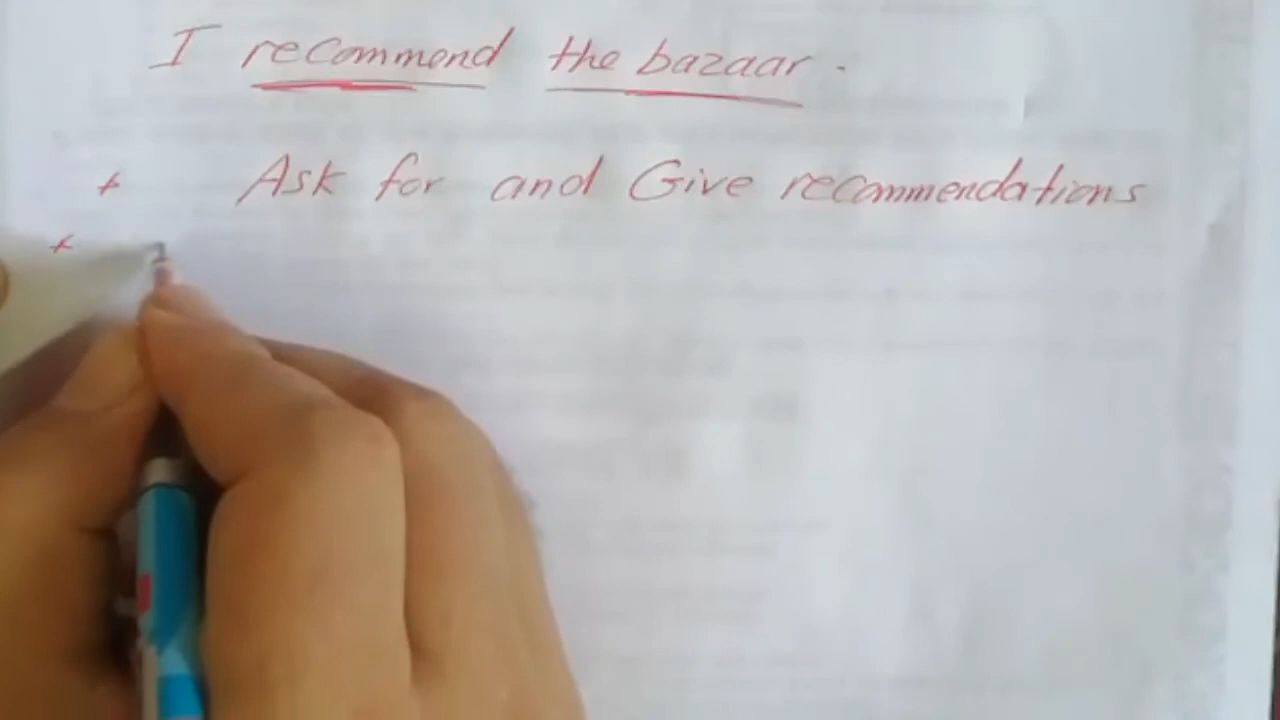 I recommend the bazaar.
+ Ask for and Give recommendations
+